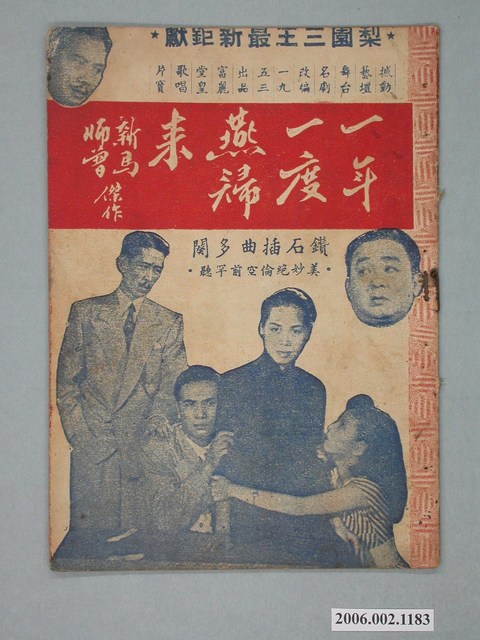 ★梨園三王最新鉅獻★
撼動藝壇舞台名劇改編一九五三出品富麗堂皇歌唱片寶
一年一度燕歸來
新馬師曾傑作
鑽石插曲多闋
•美妙絕倫空前罕聽•
2006.002.1183